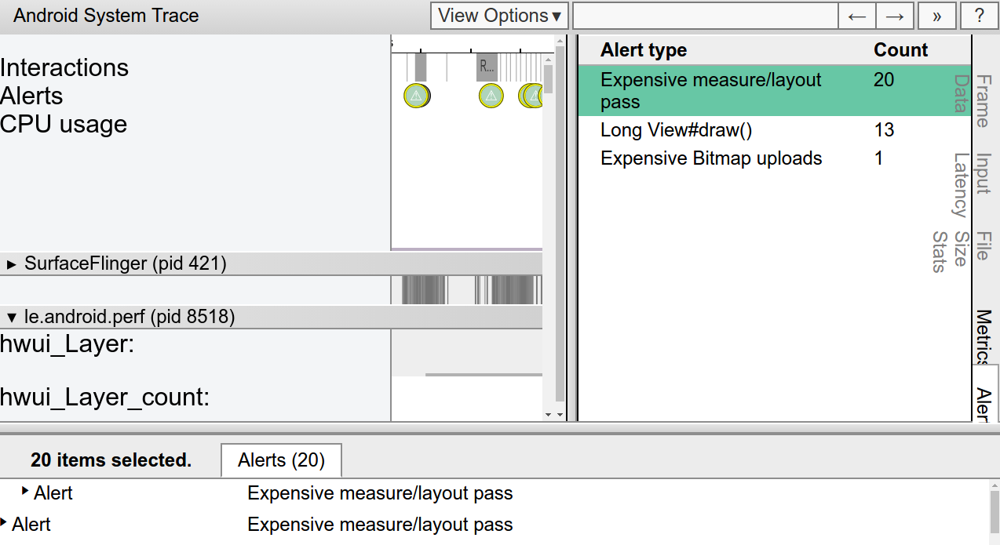 Android System Trace
View Options ▾
← → » ?
Interactions
Alerts
CPU usage
R...
SurfaceFlinger (pid 421)
le.android.perf (pid 8518)
hwui_Layer:
hwui_Layer_count:
Alert type Count
Expensive measure/layout 20
pass
Long View#draw() 13
Expensive Bitmap uploads 1
Frame
Data
Input
Latency
File
Size
Stats
Metrics
Aler
20 items selected. Alerts (20)
Alert Expensive measure/layout pass
Alert Expensive measure/layout pass